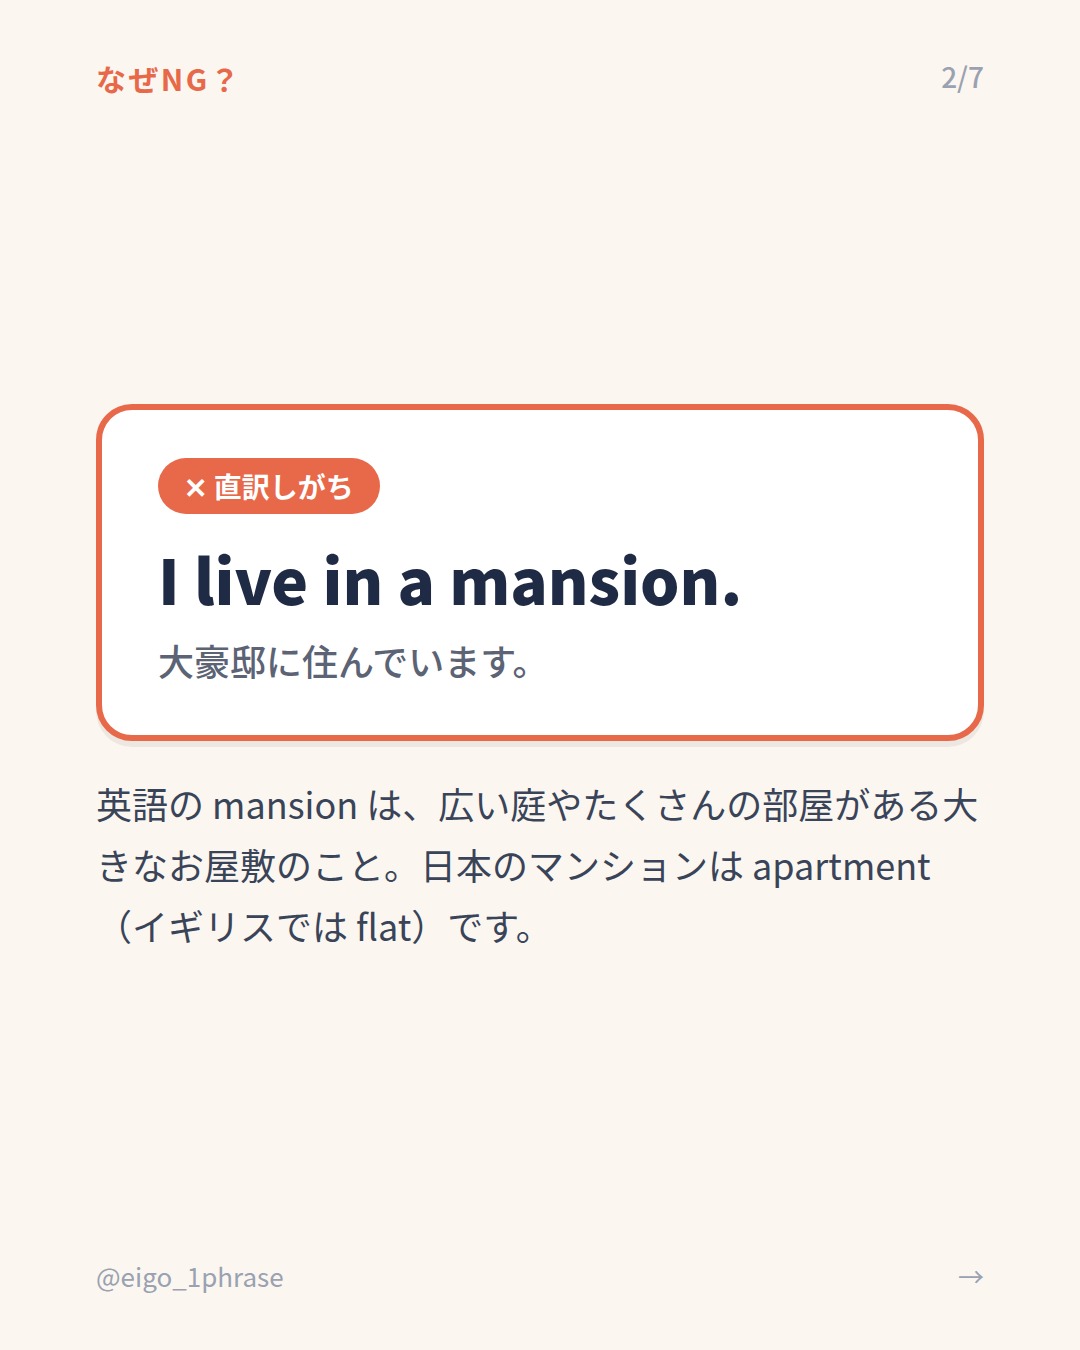 なぜNG？
2/7
× 直訳しがち
I live in a mansion.
大豪邸に住んでいます。
英語の mansion は、広い庭やたくさんの部屋がある大
きなお屋敷のこと。日本のマンションは apartment
（イギリスでは flat）です。
@eigo_1phrase
→